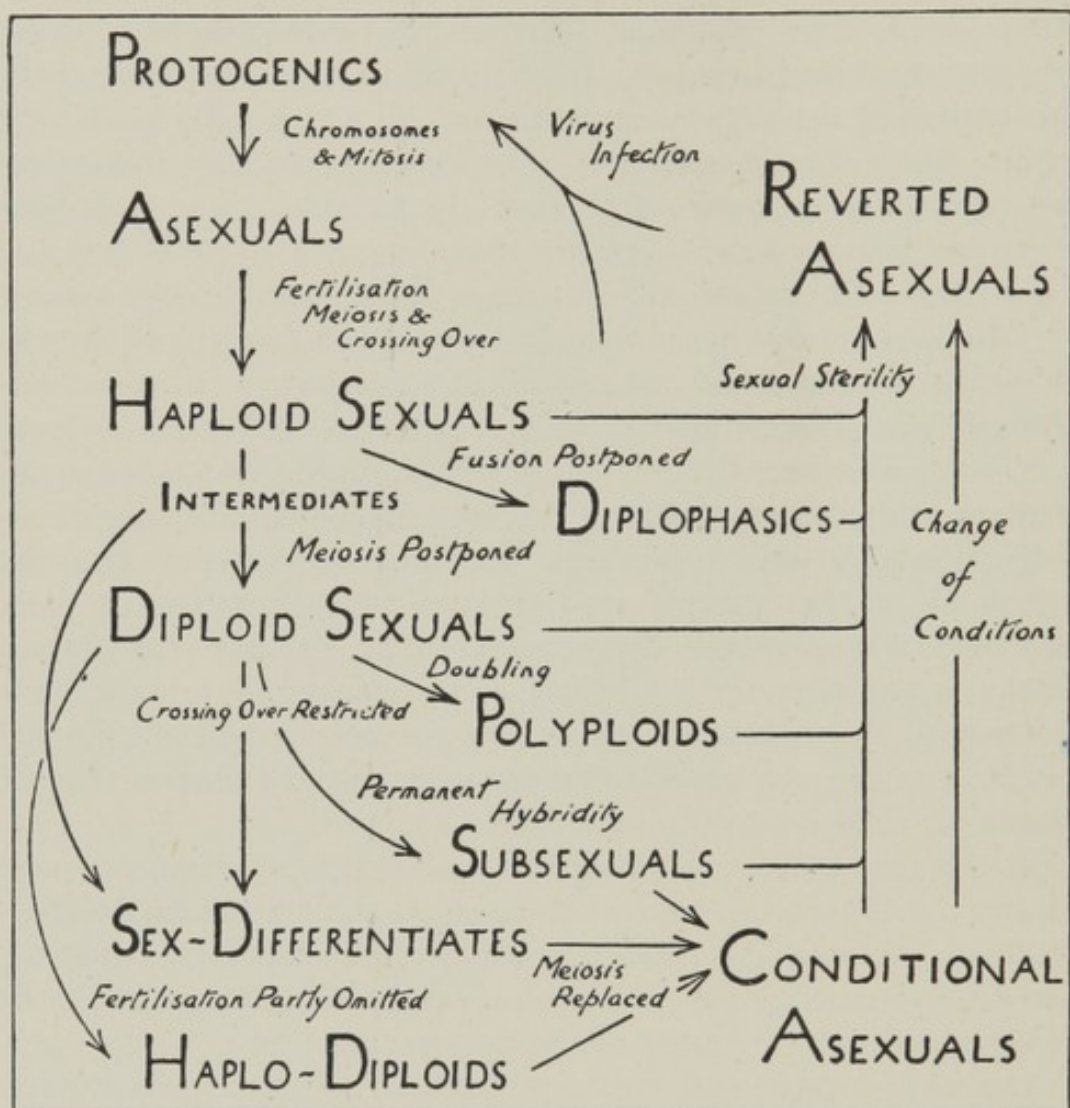 PROTOGENICS
Chromosomes
& Mitosis
Virus
Infection
ASEXUALS
REVERTED
ASEXUALS
Fertilisation
Meiosis &
Crossing Over
Sexual Sterility
HAPLOID SEXUALS
Fusion Postponed
INTERMEDIATES
DIPLOPHASICS
Change
of
Conditions
Meiosis Postponed
DIPLOID SEXUALS
Doubling
Crossing Over Restricted
POLYPLOIDS
Permanent
Hybridity
SUBSEXUALS
SEX-DIFFERENTIATES
Meiosis
Replaced
CONDITIONAL
ASEXUALS
Fertilisation Partly Omitted
HAPLO-DIPLOIDS